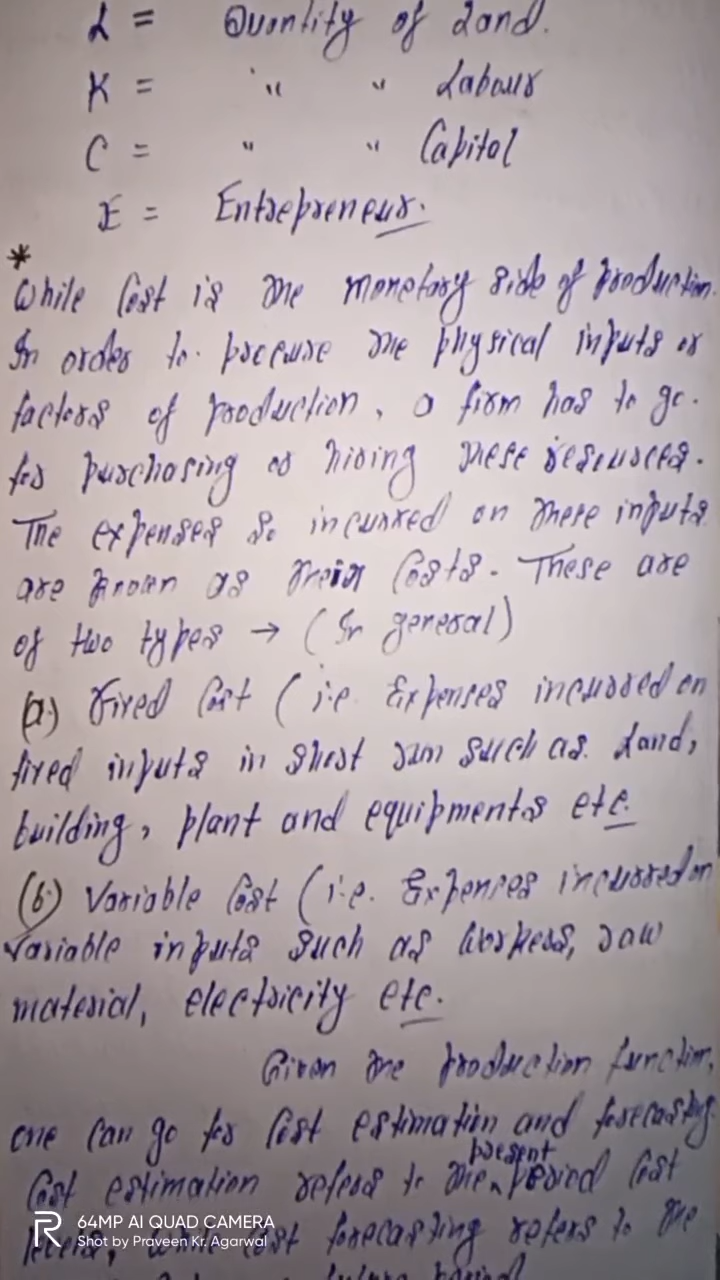 L = Quantity of Land.
K = " " Labour
C = " " Capital
E = Entrepreneur.
*
While Cost is the monetary side of production.
In order to procure the physical inputs or
factors of production, a firm has to go.
for purchasing or hiring these resources.
The expenses so incurred on these inputs
are known as their Costs. These are
of two types → (In general)
(a.) Fixed Cost (i.e. Expenses incurred on
fixed inputs in short run such as. Land,
building, plant and equipments etc.
(b.) Variable Cost (i.e. Expenses incurred on
Variable inputs such as workers, raw
material, electricity etc.
Given the production function,
one can go for Cost estimation and forecasting.
Cost estimation refers to the present period Cost
while cost forecasting refers to the
future period
64MP AI QUAD CAMERA
Shot by Praveen Kr. Agarwal